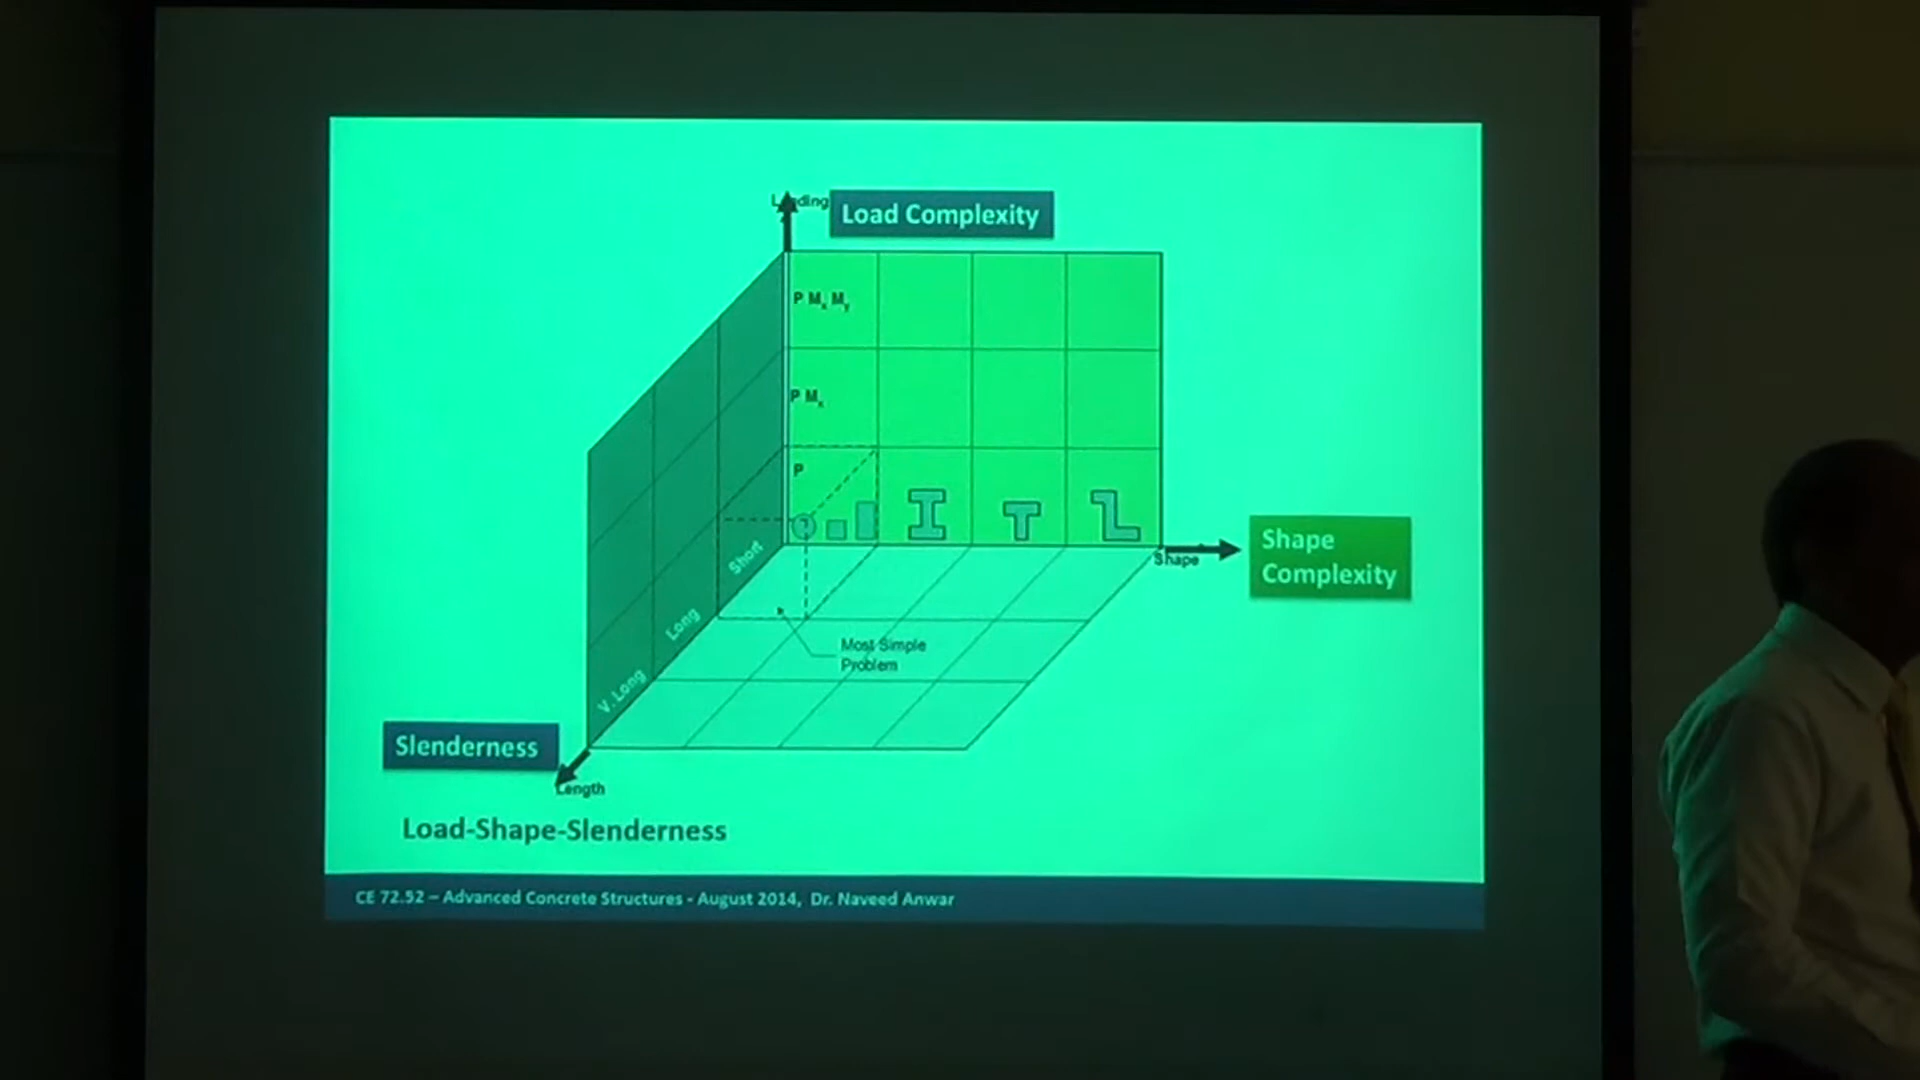 Loading
Load Complexity
P Mx My
P Mx
P
Short
Long
V. Long
Shape
Shape
Complexity
Most Simple
Problem
Slenderness
Length
Load-Shape-Slenderness
CE 72.52 – Advanced Concrete Structures - August 2014, Dr. Naveed Anwar